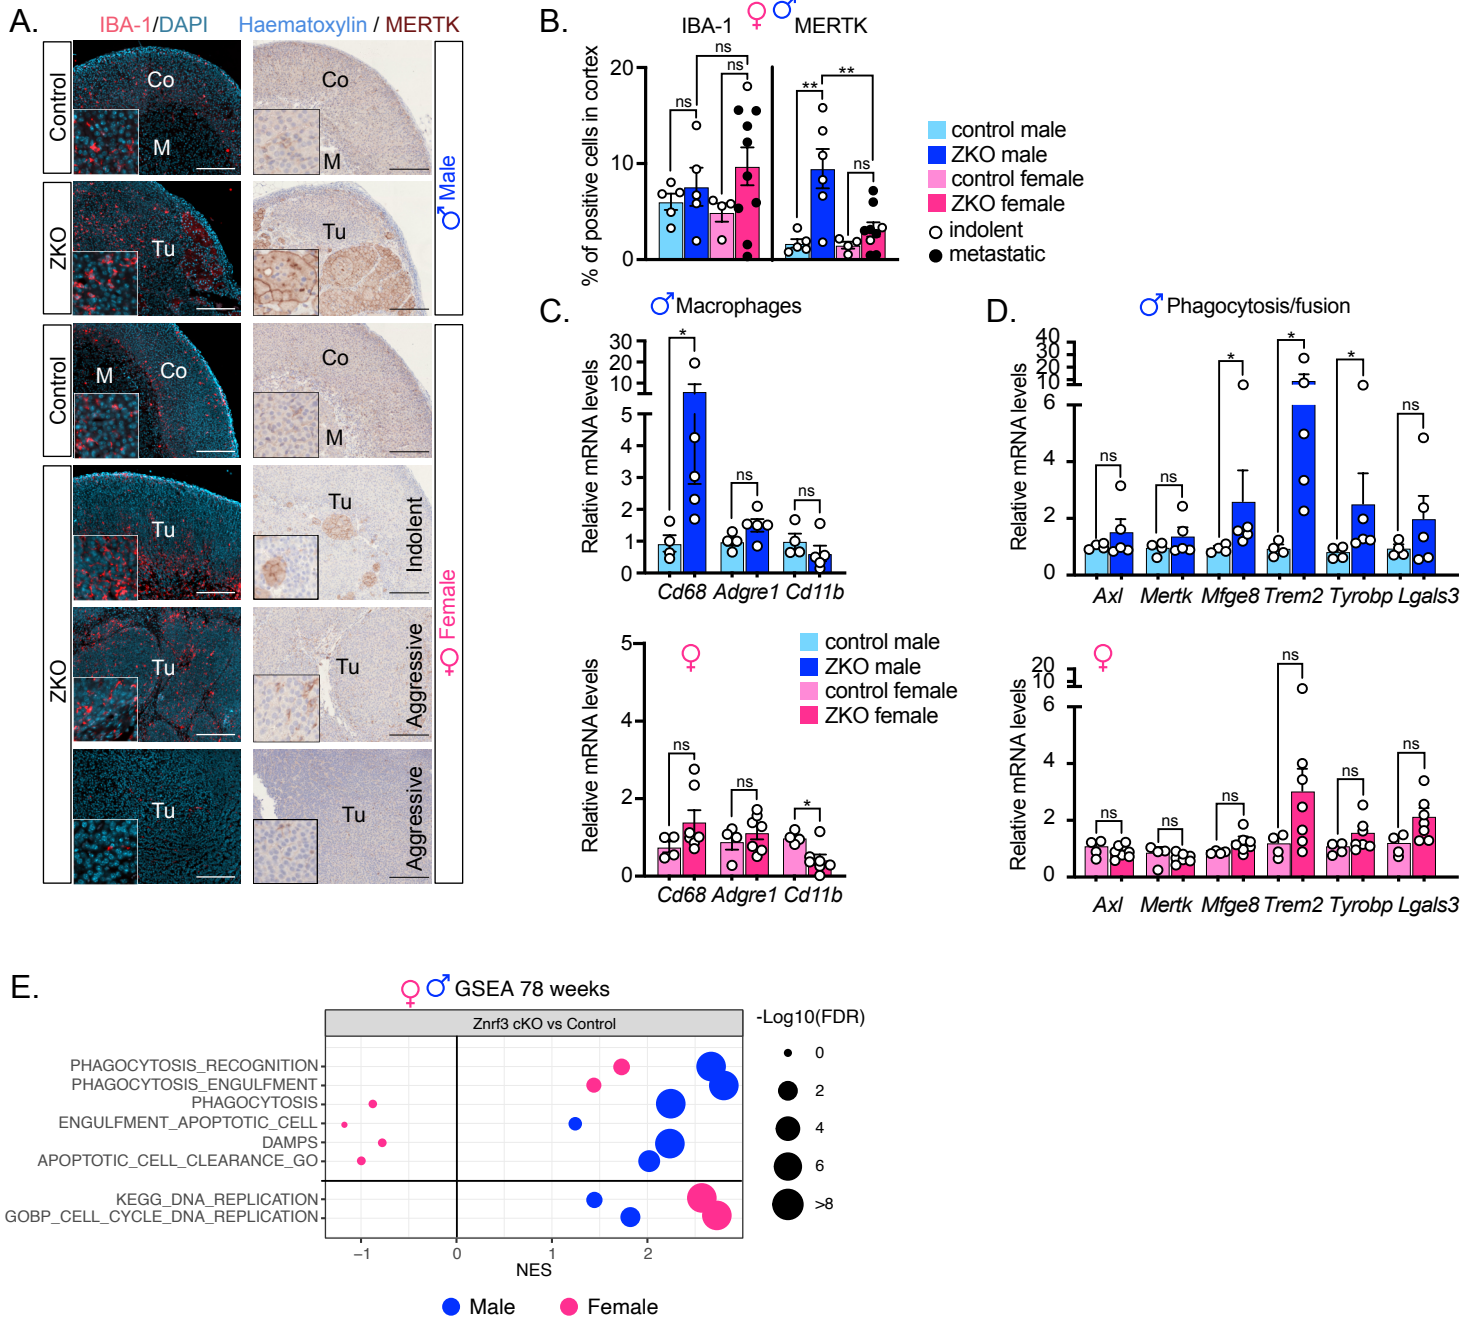 A.
IBA-1/DAPI
Haematoxylin / MERTK
Control
Co
M
Co
M
ZKO
Tu
Tu
♂ Male
Control
M
Co
Co
M
ZKO
Tu
Tu
Indolent
Tu
Tu
Aggressive
Tu
Tu
Aggressive
♀ Female
B.
IBA-1 ♀ ♂ MERTK
% of positive cells in cortex
20
10
0
ns
ns
ns
**
**
ns
control male
ZKO male
control female
ZKO female
indolent
metastatic
C.
♂ Macrophages
Relative mRNA levels
30
20
10
5
4
3
2
1
0
*
ns
ns
Cd68 Adgre1 Cd11b
♀
Relative mRNA levels
5
4
2
0
ns
ns
*
Cd68 Adgre1 Cd11b
control male
ZKO male
control female
ZKO female
D.
♂ Phagocytosis/fusion
Relative mRNA levels
40
30
20
10
6
4
2
0
ns
ns
*
*
*
ns
Axl Mertk Mfge8 Trem2 Tyrobp Lgals3
♀
Relative mRNA levels
20
10
6
4
2
0
ns
ns
ns
ns
ns
ns
Axl Mertk Mfge8 Trem2 Tyrobp Lgals3
E.
♀ ♂ GSEA 78 weeks
Znrf3 cKO vs Control
PHAGOCYTOSIS_RECOGNITION
PHAGOCYTOSIS_ENGULFMENT
PHAGOCYTOSIS
ENGULFMENT_APOPTOTIC_CELL
DAMPS
APOPTOTIC_CELL_CLEARANCE_GO
KEGG_DNA_REPLICATION
GOBP_CELL_CYCLE_DNA_REPLICATION
−1 0 1 2
NES
Male Female
-Log10(FDR)
0
2
4
6
>8